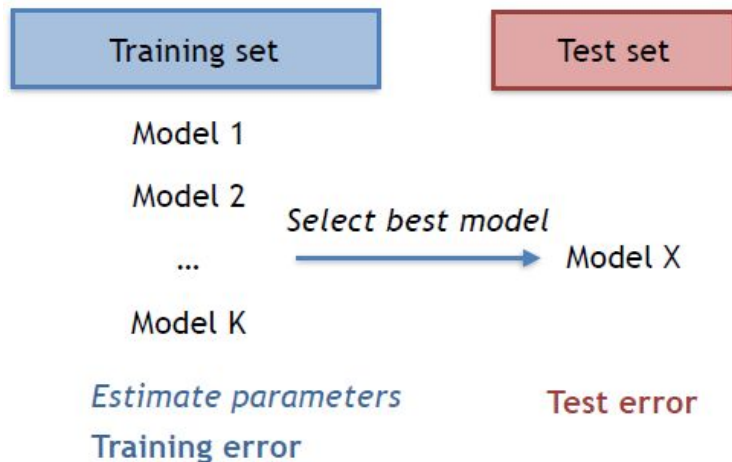 Training set
Test set
Model 1
Model 2
Select best model
...
Model X
Model K
Estimate parameters
Test error
Training error